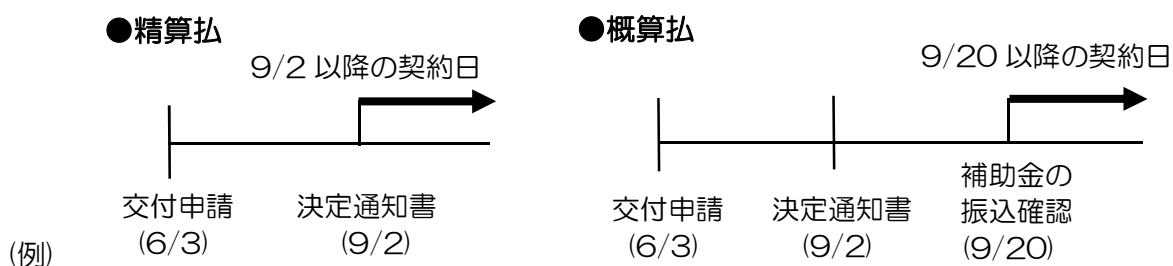 ●精算払
9/2 以降の契約日
交付申請
(6/3)
決定通知書
(9/2)
●概算払
9/20 以降の契約日
交付申請
(6/3)
決定通知書
(9/2)
補助金の
振込確認
(9/20)
(例)